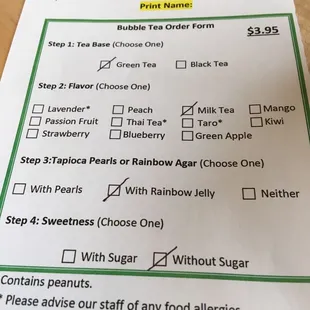 Print Name:
Bubble Tea Order Form
$3.95
Step 1: Tea Base (Choose One)
Green Tea Black Tea
Step 2: Flavor (Choose One)
Lavender* Peach Milk Tea Mango
Passion Fruit Thai Tea* Taro* Kiwi
Strawberry Blueberry Green Apple
Step 3:Tapioca Pearls or Rainbow Agar (Choose One)
With Pearls With Rainbow Jelly Neither
Step 4: Sweetness (Choose One)
With Sugar Without Sugar
Contains peanuts.
* Please advise our staff of any food allergies